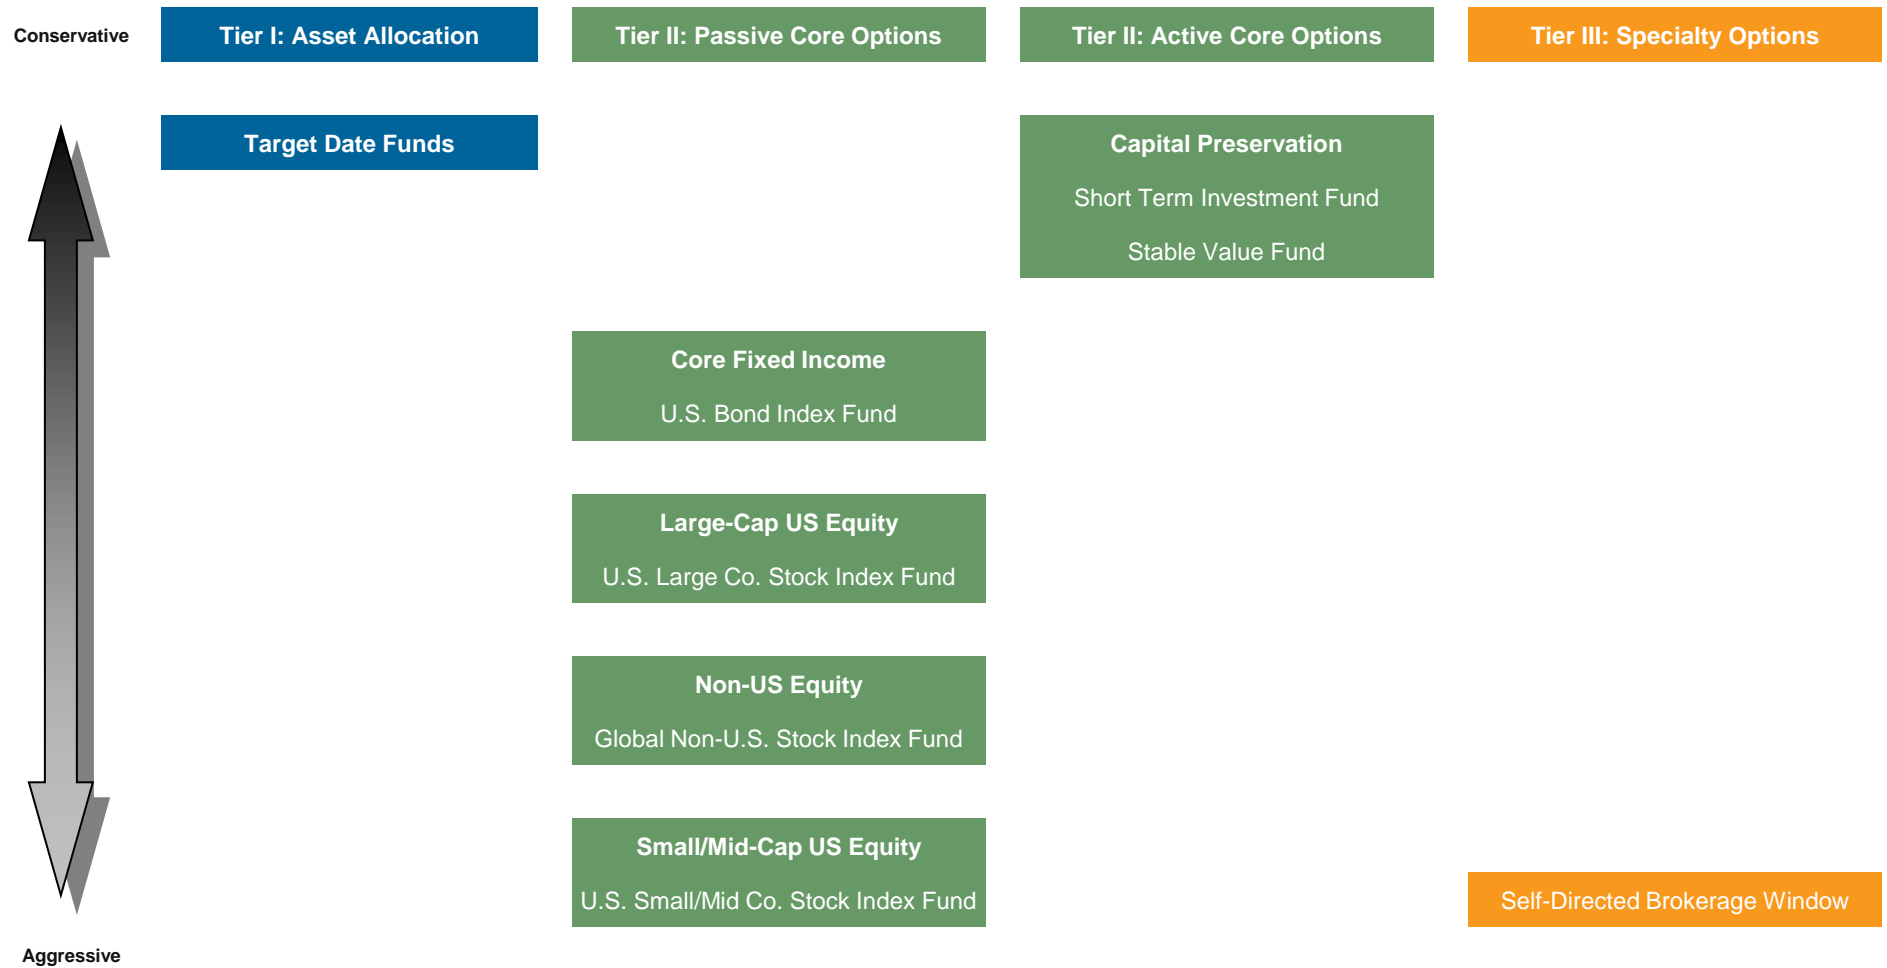 Conservative
Tier I: Asset Allocation
Tier II: Passive Core Options
Tier II: Active Core Options
Tier III: Specialty Options
Target Date Funds
Capital Preservation
Short Term Investment Fund
Stable Value Fund
Core Fixed Income
U.S. Bond Index Fund
Large-Cap US Equity
U.S. Large Co. Stock Index Fund
Non-US Equity
Global Non-U.S. Stock Index Fund
Small/Mid-Cap US Equity
U.S. Small/Mid Co. Stock Index Fund
Self-Directed Brokerage Window
Aggressive